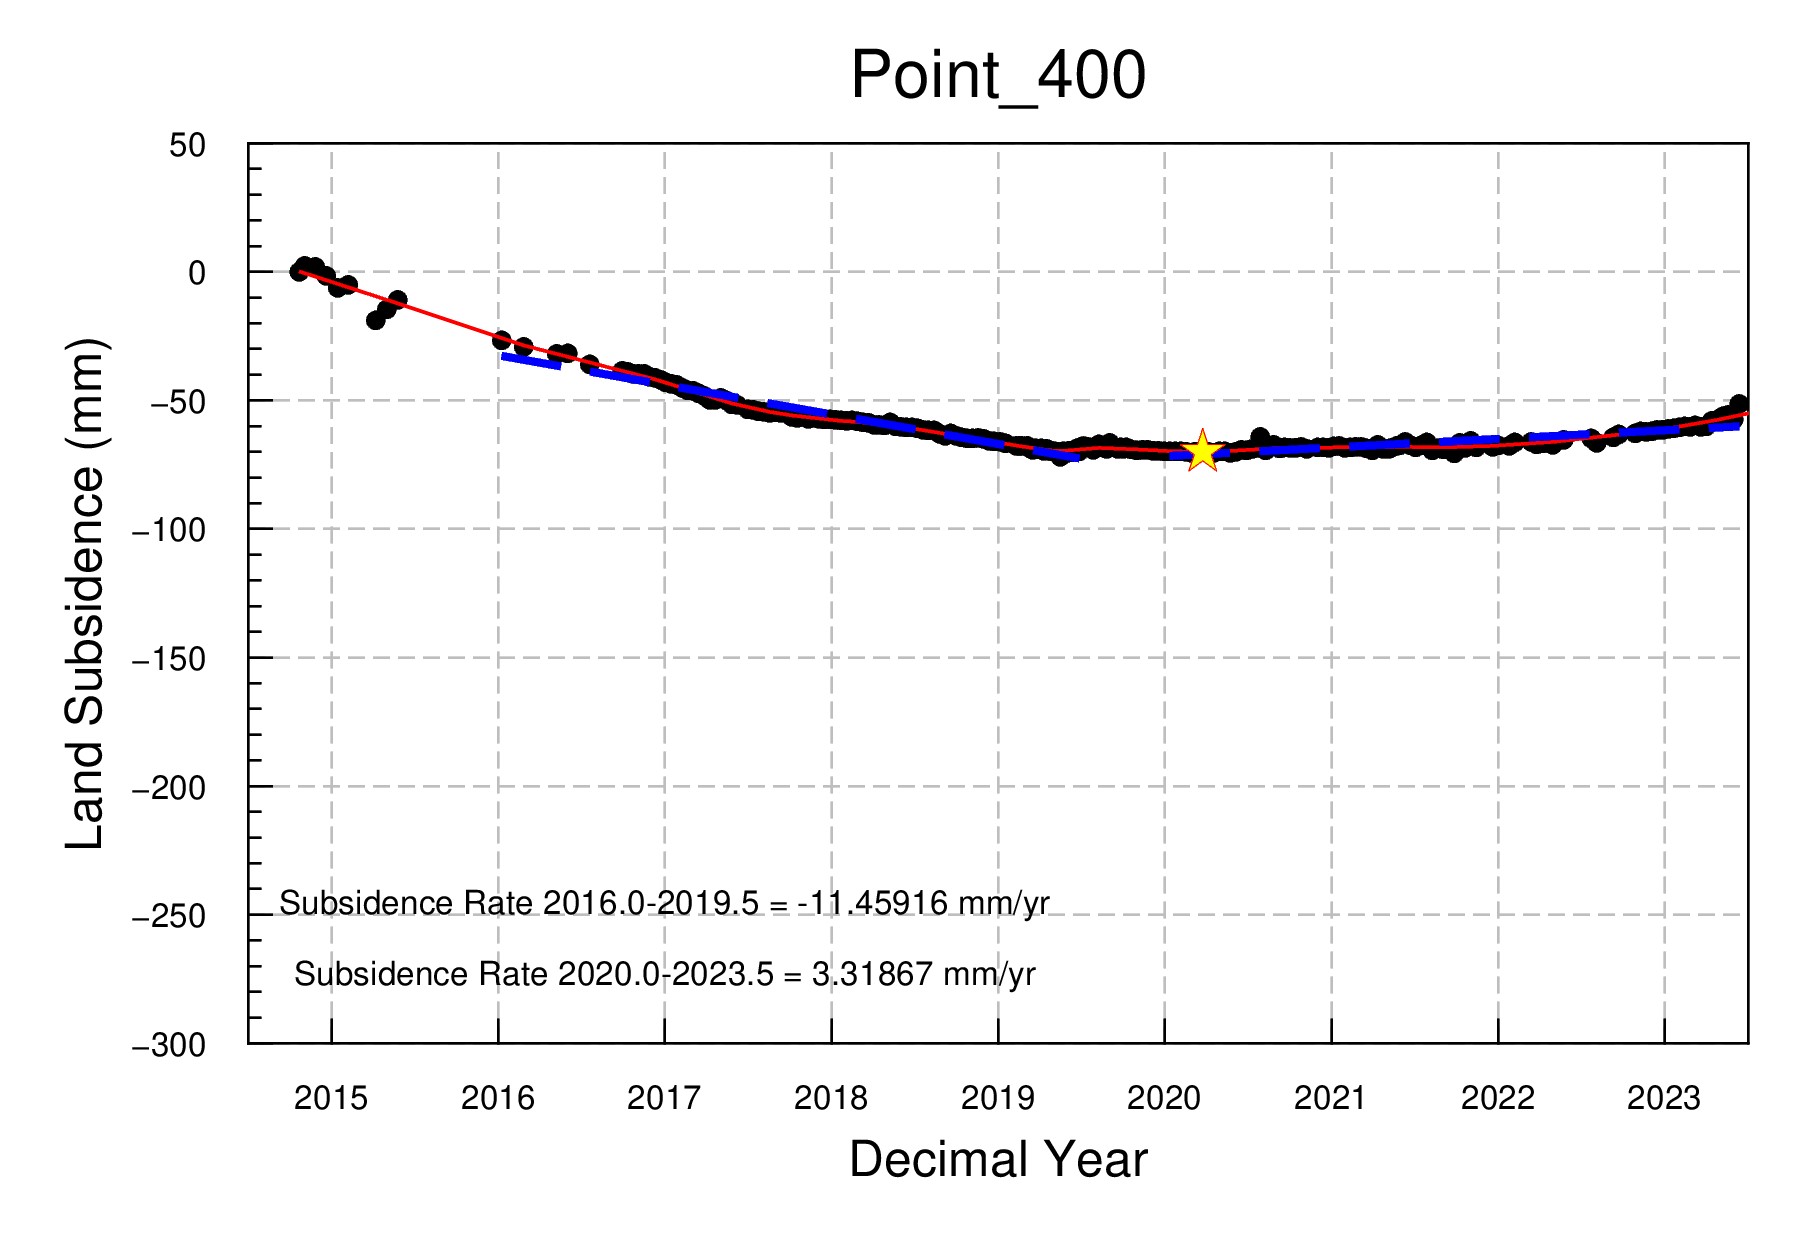 Point_400
50
0
−50
−100
−150
−200
−250
−300
Land Subsidence (mm)
Subsidence Rate 2016.0-2019.5 = -11.45916 mm/yr
Subsidence Rate 2020.0-2023.5 = 3.31867 mm/yr
2015 2016 2017 2018 2019 2020 2021 2022 2023
Decimal Year